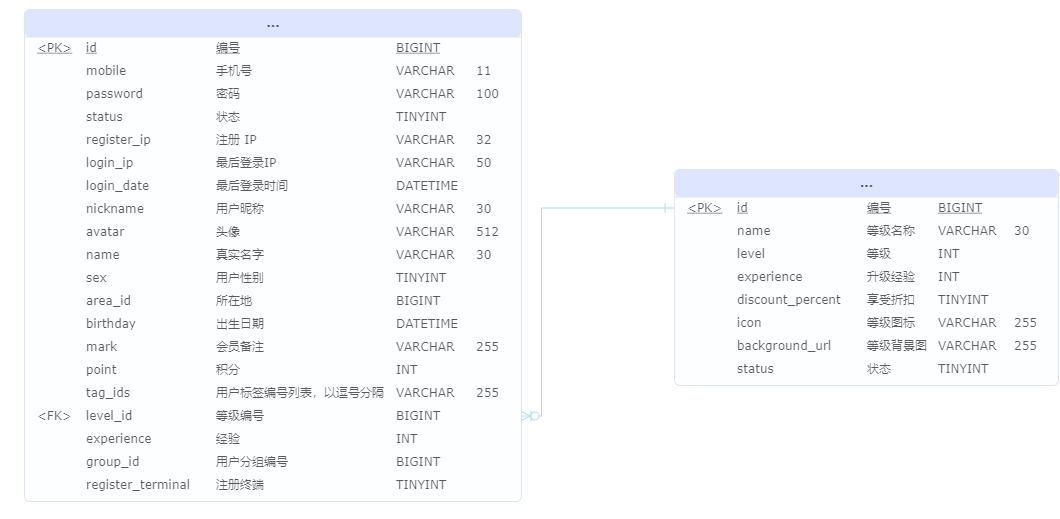 ...
<PK> id 编号 BIGINT
mobile 手机号 VARCHAR 11
password 密码 VARCHAR 100
status 状态 TINYINT
register_ip 注册 IP VARCHAR 32
login_ip 最后登录IP VARCHAR 50
login_date 最后登录时间 DATETIME
nickname 用户昵称 VARCHAR 30
avatar 头像 VARCHAR 512
name 真实名字 VARCHAR 30
sex 用户性别 TINYINT
area_id 所在地 BIGINT
birthday 出生日期 DATETIME
mark 会员备注 VARCHAR 255
point 积分 INT
tag_ids 用户标签编号列表，以逗号分隔 VARCHAR 255
<FK> level_id 等级编号 BIGINT
experience 经验 INT
group_id 用户分组编号 BIGINT
register_terminal 注册终端 TINYINT
...
<PK> id 编号 BIGINT
name 等级名称 VARCHAR 30
level 等级 INT
experience 升级经验 INT
discount_percent 享受折扣 TINYINT
icon 等级图标 VARCHAR 255
background_url 等级背景图 VARCHAR 255
status 状态 TINYINT